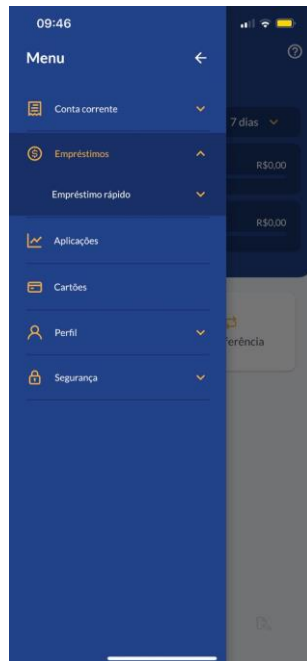 09:46
Menu
Conta corrente
7 dias
Empréstimos
R$0,00
Empréstimo rápido
R$0,00
Aplicações
Cartões
Perfil
ferência
Segurança